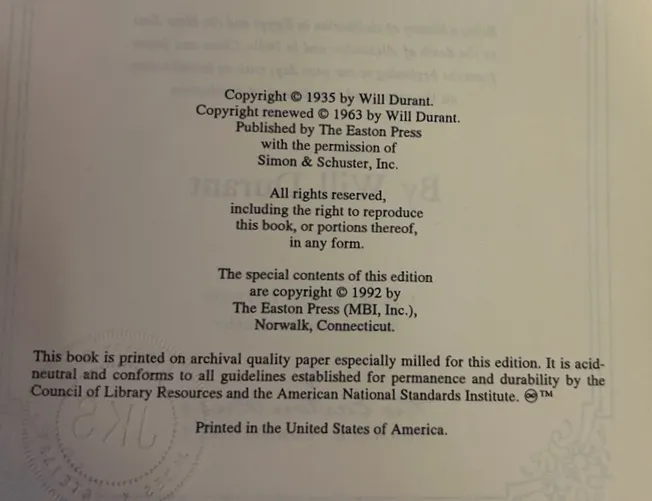 Copyright © 1935 by Will Durant.
Copyright renewed © 1963 by Will Durant.
Published by The Easton Press
with the permission of
Simon & Schuster, Inc.
All rights reserved,
including the right to reproduce
this book, or portions thereof,
in any form.
The special contents of this edition
are copyright © 1992 by
The Easton Press (MBI, Inc.),
Norwalk, Connecticut.
This book is printed on archival quality paper especially milled for this edition. It is acid-
neutral and conforms to all guidelines established for permanence and durability by the
Council of Library Resources and the American National Standards Institute. ♾™
Printed in the United States of America.
By Will Durant
JKS